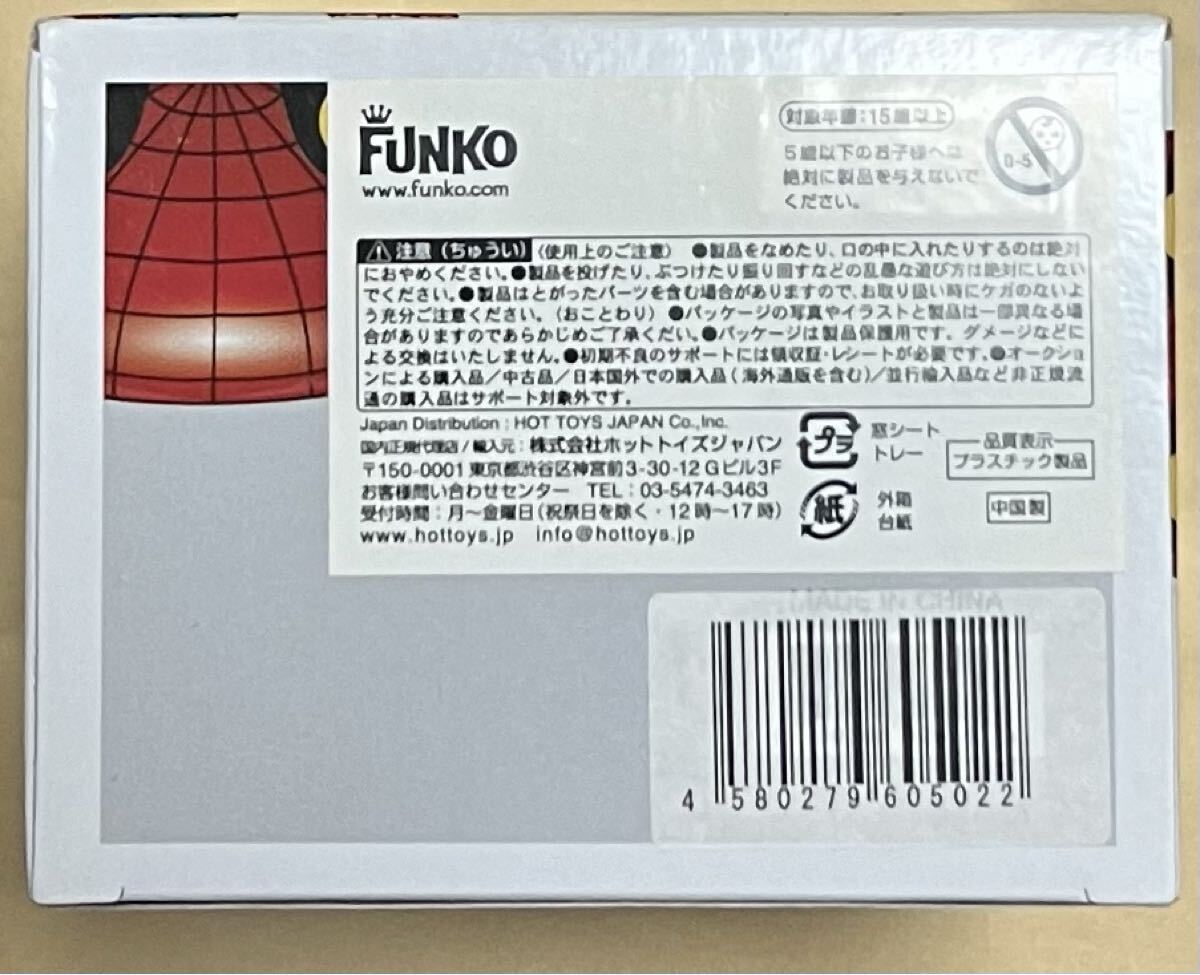 FUNKO
www.funko.com
対象年齢：15歳以上
5歳以下のお子様へは
絶対に製品を与えないで
ください。
0-5
注意（ちゅうい）（使用上のご注意） ●製品をなめたり、口の中に入れたりするのは絶対
におやめください。●製品を投げたり、ぶつけたり振り回すなどの乱暴な遊び方は絶対にしない
でください。●製品はとがったパーツを含む場合がありますので、お取り扱い時にケガのないよ
う充分ご注意ください。（おことわり）●パッケージの写真やイラストと製品は一部異なる場
合がありますのであらかじめご了承くだい。●パッケージは製品保護用です。ダメージなどに
よる交換はいたしません。●初期不良のサポートには領収証・レシートが必要です。●オークショ
ンによる購入品／中古品／日本国外での購入品（海外通販を含む）／並行輸入品など非正規流
通の購入品はサポート対象外です。
Japan Distribution : HOT TOYS JAPAN Co.,Inc.
国内正規代理店 / 輸入元：株式会社ホットトイズジャパン
〒150-0001 東京都渋谷区神宮前3-30-12 Gビル3F
お客様問い合わせセンター TEL：03-5474-3463
受付時間：月〜金曜日（祝祭日を除く・12時〜17時）
www.hottoys.jp info@hottoys.jp
プラ
窓シート
トレー
紙
外箱
台紙
品質表示
プラスチック製品
中国製
MADE IN CHINA
4 580279 605022